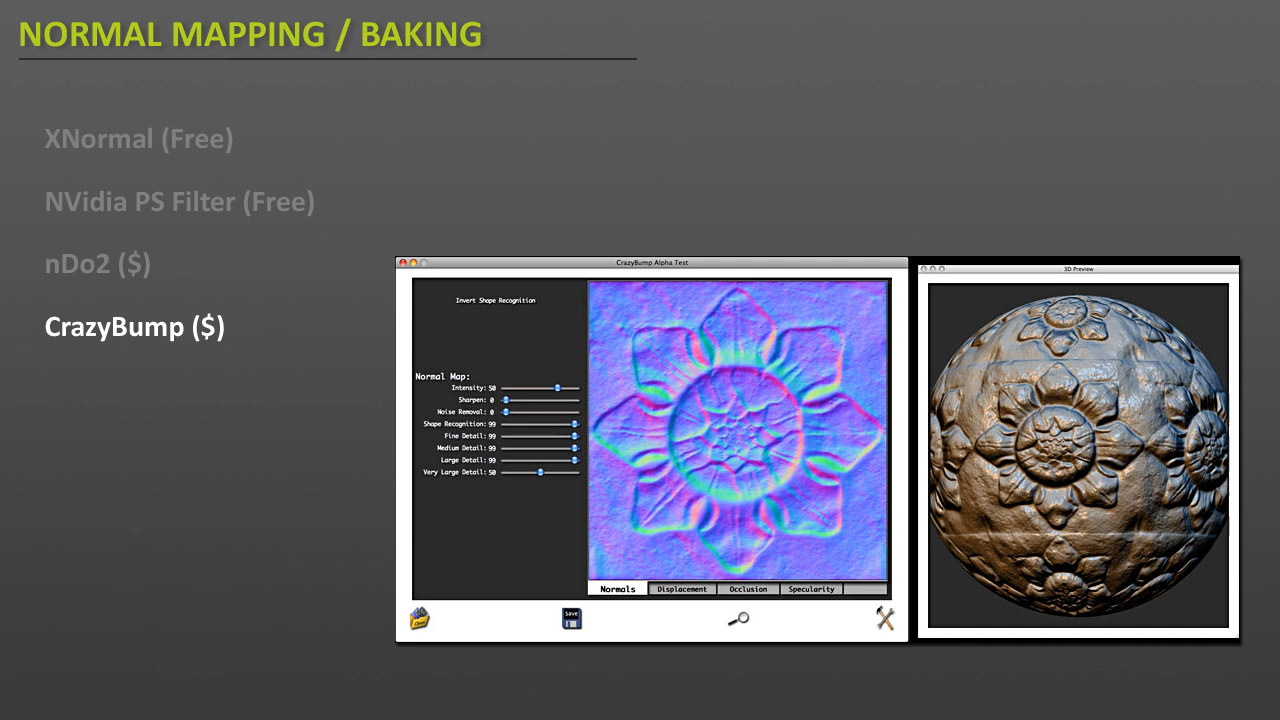 NORMAL MAPPING / BAKING
XNormal (Free)
NVidia PS Filter (Free)
nDo2 ($)
CrazyBump ($)
CrazyBump Alpha Test
Invert Shape Recognition
Normal Map:
Intensity: 50
Sharpen: 0
Noise Removal: 0
Shape Recognition: 99
Fine Detail: 99
Medium Detail: 99
Large Detail: 99
Very Large Detail: 50
Normals Displacement Occlusion Specularity
Save
3D Preview